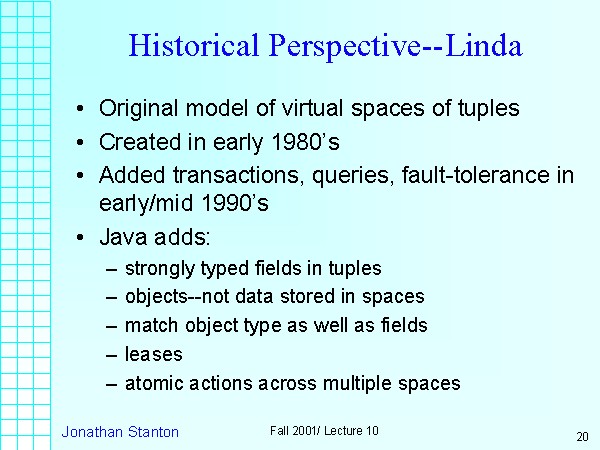 Historical Perspective--Linda
• Original model of virtual spaces of tuples
• Created in early 1980’s
• Added transactions, queries, fault-tolerance in
early/mid 1990’s
• Java adds:
– strongly typed fields in tuples
– objects--not data stored in spaces
– match object type as well as fields
– leases
– atomic actions across multiple spaces
Jonathan Stanton Fall 2001/ Lecture 10 20